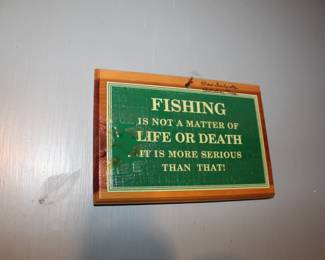 FISHING
IS NOT A MATTER OF
LIFE OR DEATH
IT IS MORE SERIOUS
THAN THAT!